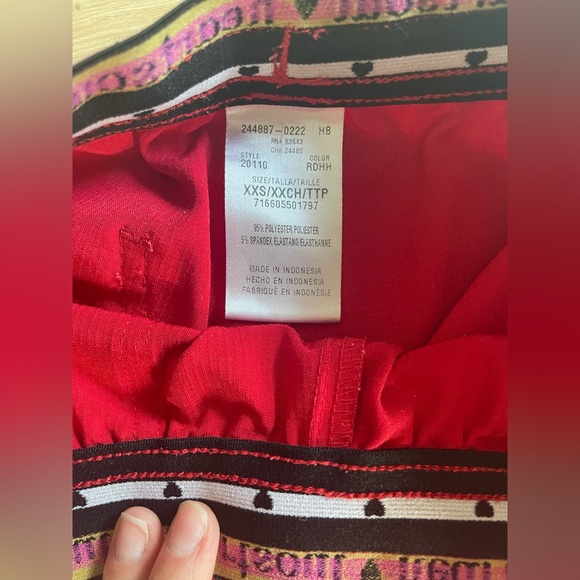 244887-0222 HB
RN# 93643
CA# 24480
STYLE COLOR
20110 RDHH
SIZE/TALLA/TAILLE
XXS/XXCH/TTP
716605501797
95% POLYESTER POLIESTER
5% SPANDEX ELASTANO ELASTHANNE
MADE IN INDONESIA
HECHO EN INDONESIA
FABRIQUÉ EN INDONÉSIE